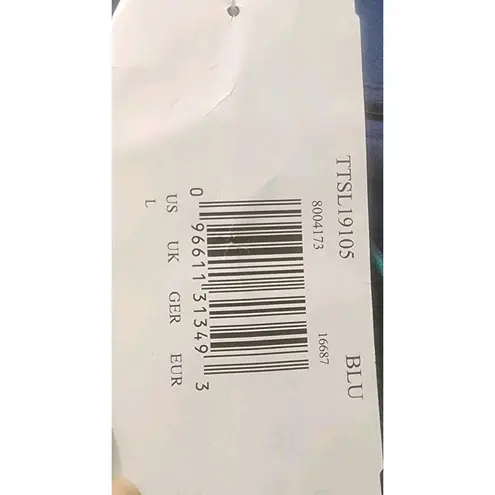 TTSL19105 BLU
8004173 16687
0 96611 31349 3
US UK GER EUR
L